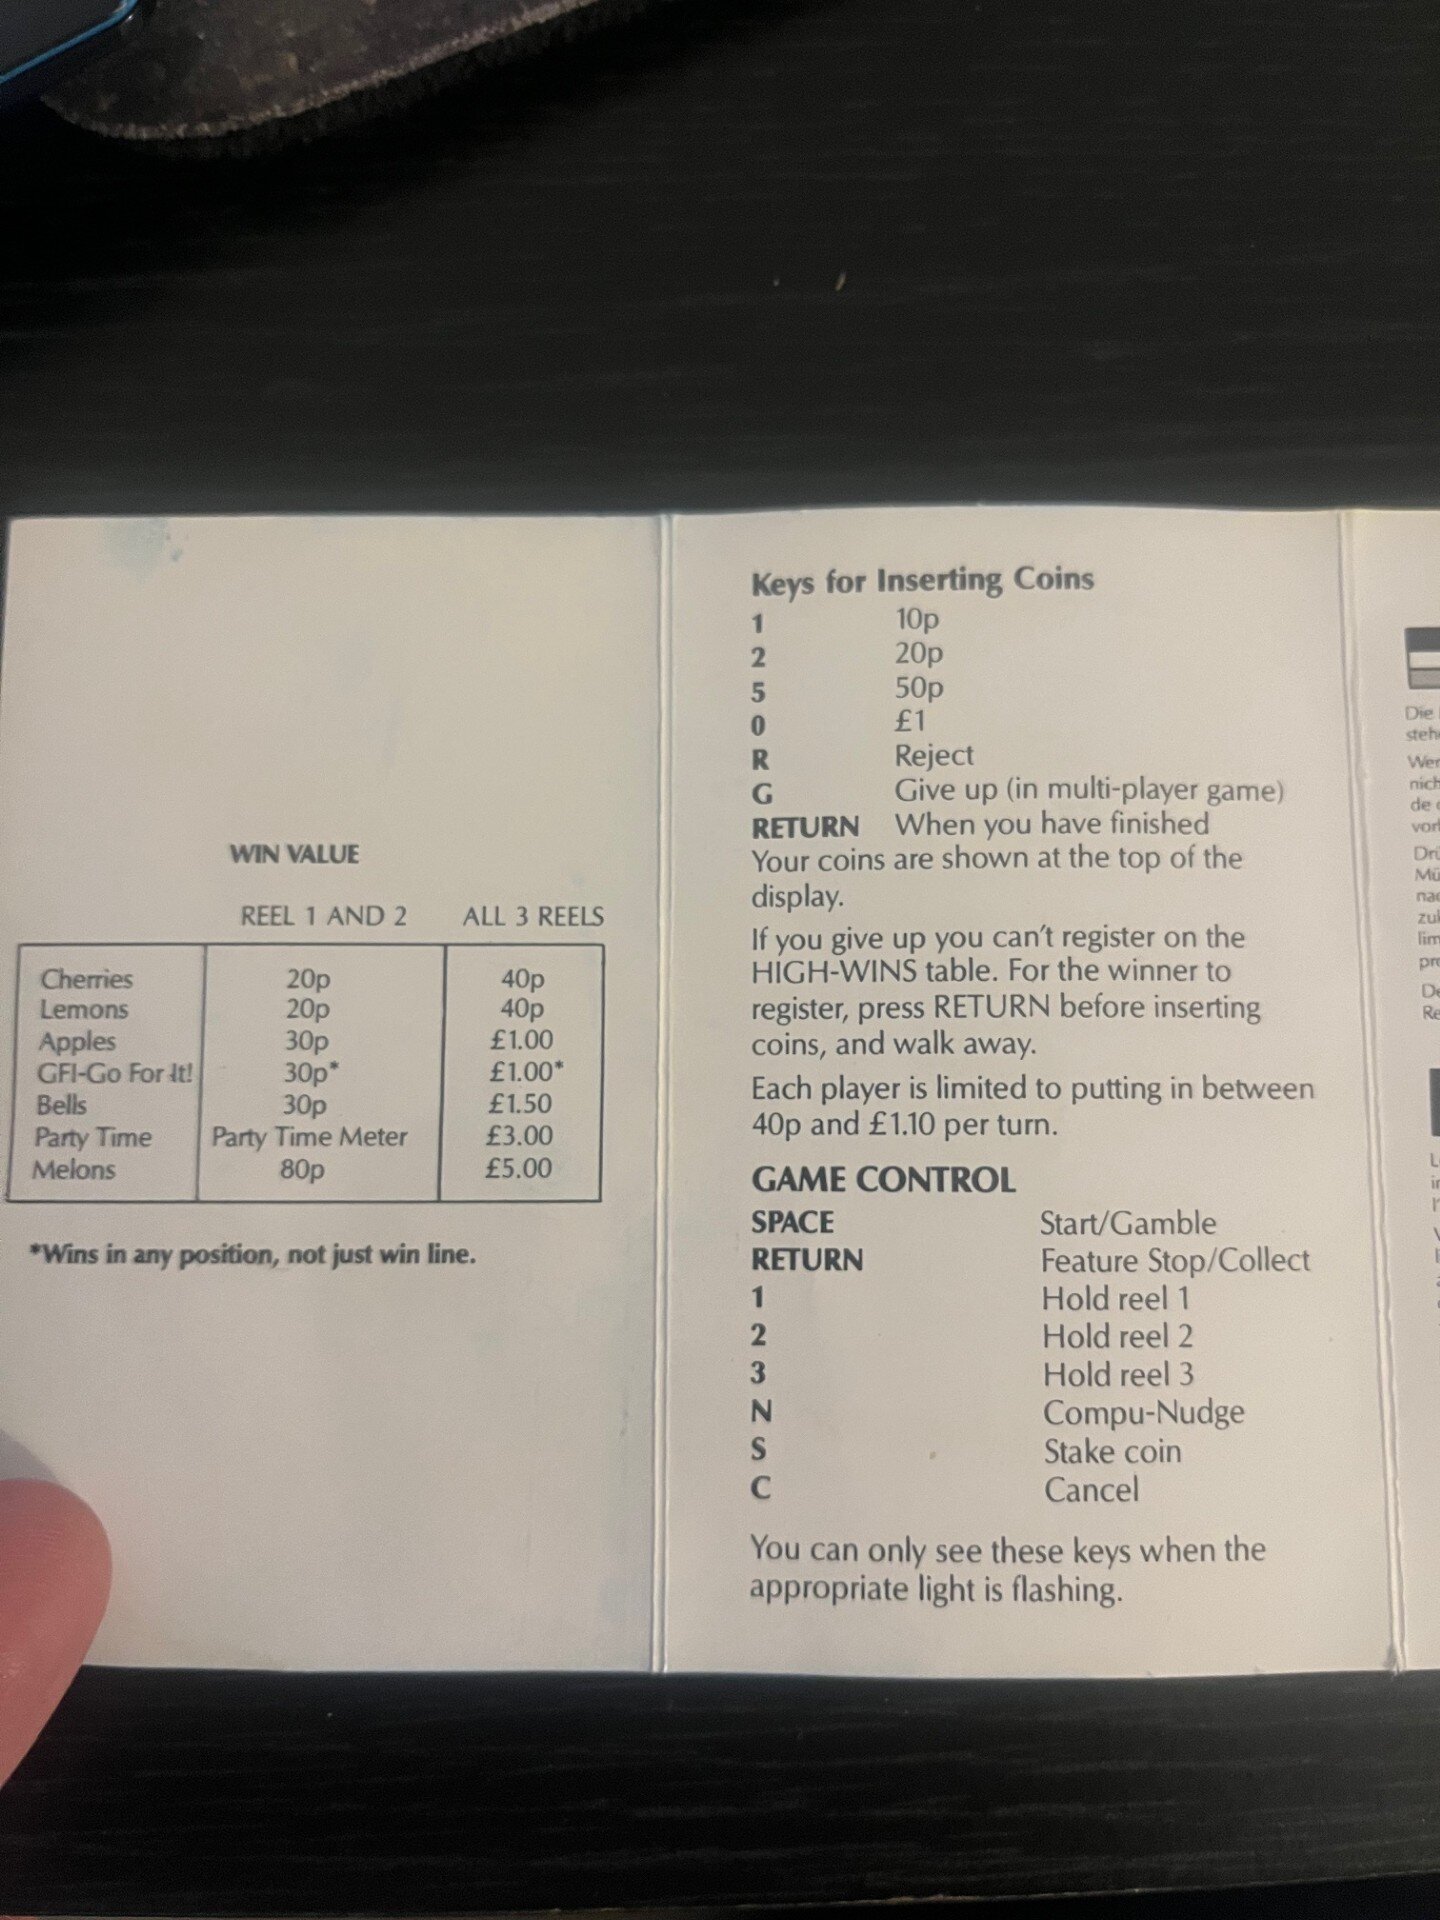 WIN VALUE
REEL 1 AND 2 ALL 3 REELS
Cherries 20p 40p
Lemons 20p 40p
Apples 30p £1.00
GFI-Go For It! 30p* £1.00*
Bells 30p £1.50
Party Time Party Time Meter £3.00
Melons 80p £5.00
*Wins in any position, not just win line.
Keys for Inserting Coins
1 10p
2 20p
5 50p
0 £1
R Reject
G Give up (in multi-player game)
RETURN When you have finished
Your coins are shown at the top of the
display.
If you give up you can't register on the
HIGH-WINS table. For the winner to
register, press RETURN before inserting
coins, and walk away.
Each player is limited to putting in between
40p and £1.10 per turn.
GAME CONTROL
SPACE Start/Gamble
RETURN Feature Stop/Collect
1 Hold reel 1
2 Hold reel 2
3 Hold reel 3
N Compu-Nudge
S Stake coin
C Cancel
You can only see these keys when the
appropriate light is flashing.
Die